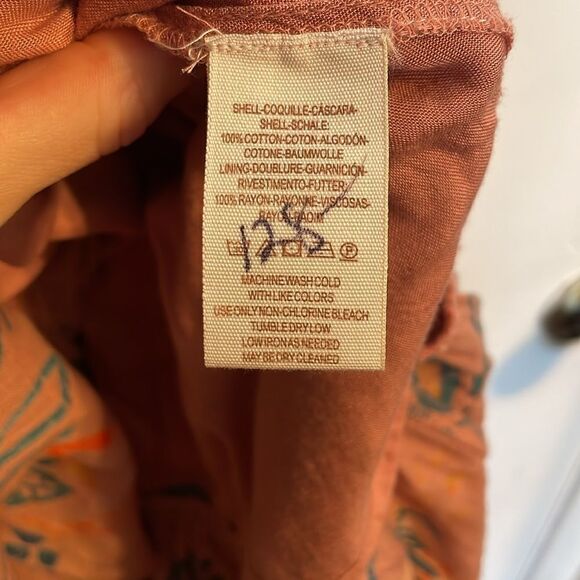 SHELL-COQUILLE-CASCARA-
SHELL-SCHALE:
100%COTTON-COTON-ALGODÓN-
COTONE-BAUMWOLLE
LINING-DOUBLURE-GUARNICIÓN-
RIVESTIMENTO-FUTTER:
100%RAYON-RAYONNE-VISCOSAS-
128
P
MACHINE WASH COLD
WITH LIKE COLORS
USE ONLY NON-CHLORINE BLEACH
TUMBLE DRY LOW
LOW IRON AS NEEDED
MAY BE DRY CLEANED